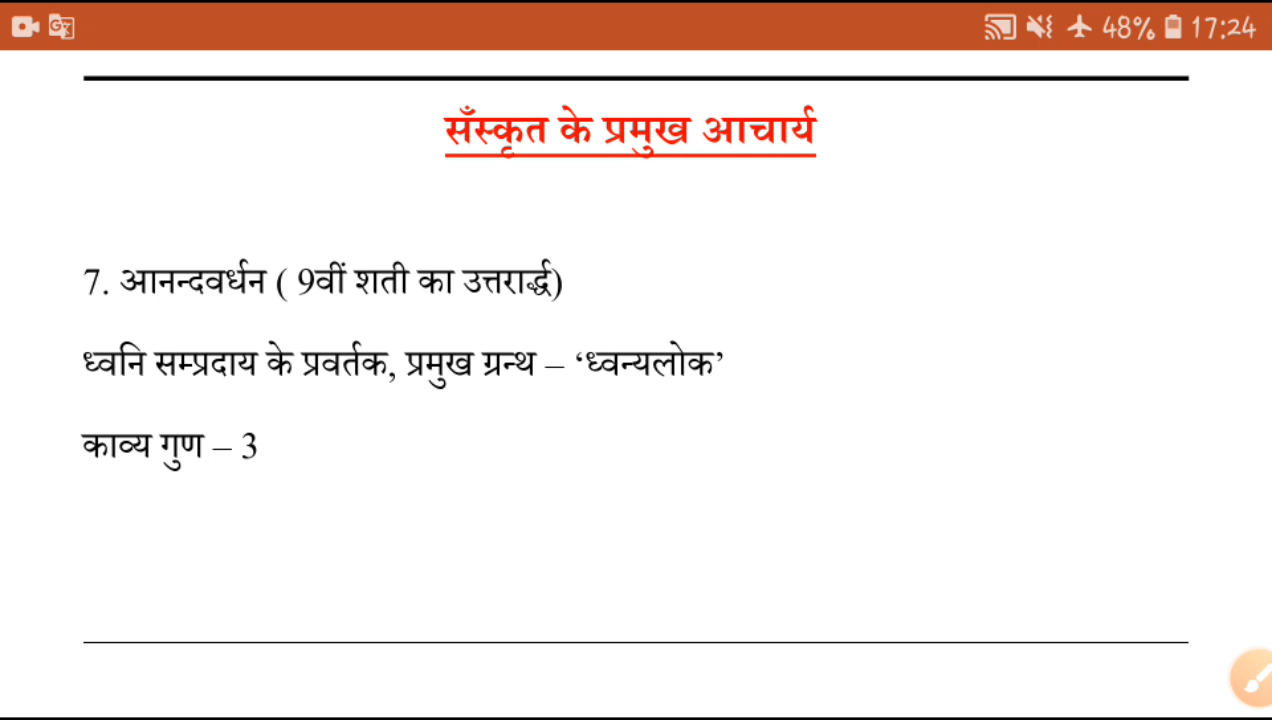 48% 17:24
सँस्कृत के प्रमुख आचार्य
7. आनन्दवर्धन ( 9वीं शती का उत्तरार्द्ध)
ध्वनि सम्प्रदाय के प्रवर्तक, प्रमुख ग्रन्थ – ‘ध्वन्यलोक’
काव्य गुण – 3